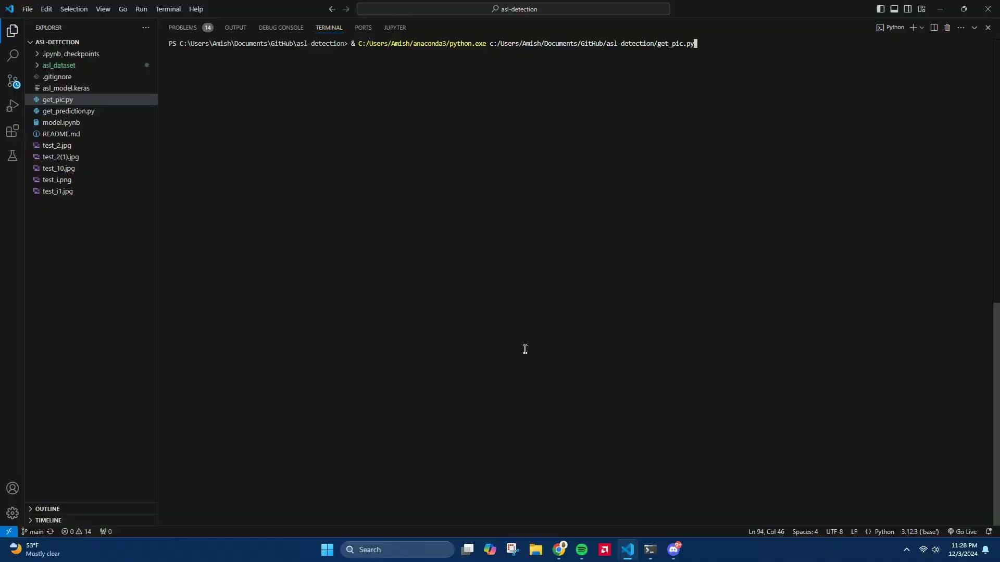 File Edit Selection View Go Run Terminal Help
asl-detection
EXPLORER
PROBLEMS 14 OUTPUT DEBUG CONSOLE TERMINAL PORTS JUPYTER
Python
ASL-DETECTION
PS C:\Users\Amish\Documents\GitHub\asl-detection> & C:/Users/Amish/anaconda3/python.exe c:/Users/Amish/Documents/GitHub/asl-detection/get_pic.py
.ipynb_checkpoints
asl_dataset
.gitignore
asl_model.keras
get_pic.py
get_prediction.py
model.ipynb
README.md
test_2.jpg
test_2(1).jpg
test_10.jpg
test_i.png
test_i1.jpg
OUTLINE
TIMELINE
main 0 14 0
Ln 94, Col 46 Spaces: 4 UTF-8 LF Python 3.12.3 ('base') Go Live
53°F
Mostly clear
Search
9+
11:28 PM
12/3/2024